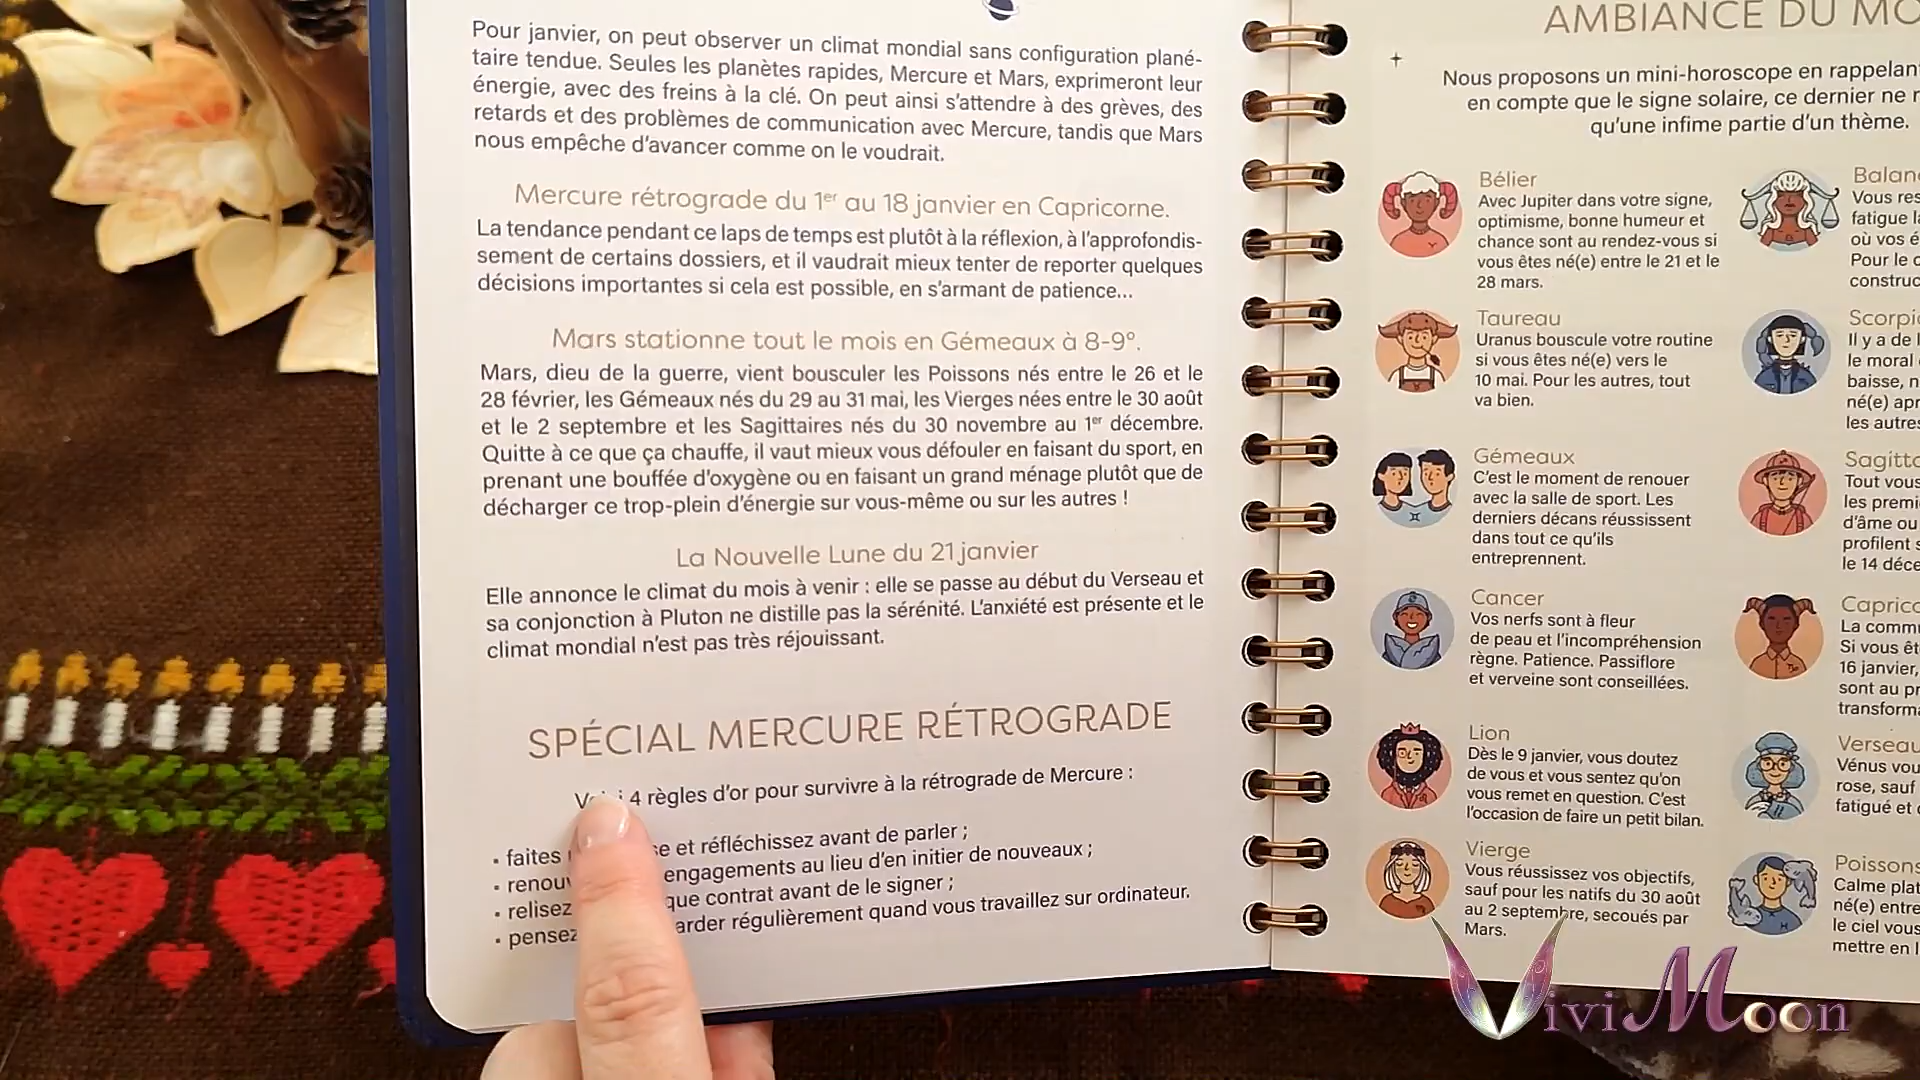 Pour janvier, on peut observer un climat mondial sans configuration plané-
taire tendue. Seules les planètes rapides, Mercure et Mars, exprimeront leur
énergie, avec des freins à la clé. On peut ainsi s'attendre à des grèves, des
retards et des problèmes de communication avec Mercure, tandis que Mars
nous empêche d'avancer comme on le voudrait.
Mercure rétrograde du 1er au 18 janvier en Capricorne.
La tendance pendant ce laps de temps est plutôt à la réflexion, à l'approfondis-
sement de certains dossiers, et il vaudrait mieux tenter de reporter quelques
décisions importantes si cela est possible, en s'armant de patience...
Mars stationne tout le mois en Gémeaux à 8-9°.
Mars, dieu de la guerre, vient bousculer les Poissons nés entre le 26 et le
28 février, les Gémeaux nés du 29 au 31 mai, les Vierges nées entre le 30 août
et le 2 septembre et les Sagittaires nés du 30 novembre au 1er décembre.
Quitte à ce que ça chauffe, il vaut mieux vous défouler en faisant du sport, en
prenant une bouffée d'oxygène ou en faisant un grand ménage plutôt que de
décharger ce trop-plein d'énergie sur vous-même ou sur les autres !
La Nouvelle Lune du 21 janvier
Elle annonce le climat du mois à venir : elle se passe au début du Verseau et
sa conjonction à Pluton ne distille pas la sérénité. L'anxiété est présente et le
climat mondial n'est pas très réjouissant.
SPÉCIAL MERCURE RÉTROGRADE
4 règles d'or pour survivre à la rétrograde de Mercure :
• faites et réfléchissez avant de parler ;
• engagements au lieu d'en initier de nouveaux ;
• relisez contrat avant de le signer ;
• régulièrement quand vous travaillez sur ordinateur.
AMBIANCE DU
Nous proposons un mini-horoscope en rappelant
en compte que le signe solaire, ce dernier ne
qu'une infime partie d'un thème.
Bélier
Avec Jupiter dans votre signe,
optimisme, bonne humeur et
chance sont au rendez-vous si
vous êtes né(e) entre le 21 et le
28 mars.
Taureau
Uranus bouscule votre routine
si vous êtes né(e) vers le
10 mai. Pour les autres, tout
va bien.
Gémeaux
C'est le moment de renouer
avec la salle de sport. Les
derniers décans réussissent
dans tout ce qu'ils
entreprennent.
Cancer
Vos nerfs sont à fleur
de peau et l'incompréhension
règne. Patience. Passiflore
et verveine sont conseillées.
Lion
Dès le 9 janvier, vous doutez
de vous et vous sentez qu'on
vous remet en question. C'est
l'occasion de faire un petit bilan.
Vierge
Vous réussissez vos objectifs,
sauf pour les natifs du 30 août
au 2 septembre, secoués par
Mars.
Vous
fatigue
où vos
Pour le
Il y a de
le moral
baisse,
né(e)
les autres
Tout vous
les
d'âme ou
profilent
le 14
La
Si vous
16 janvier,
sont au
Vénus
rose, sauf
fatigué et
Poissons
Calme
né(e) entre
le ciel vous
mettre en
ViviMoon